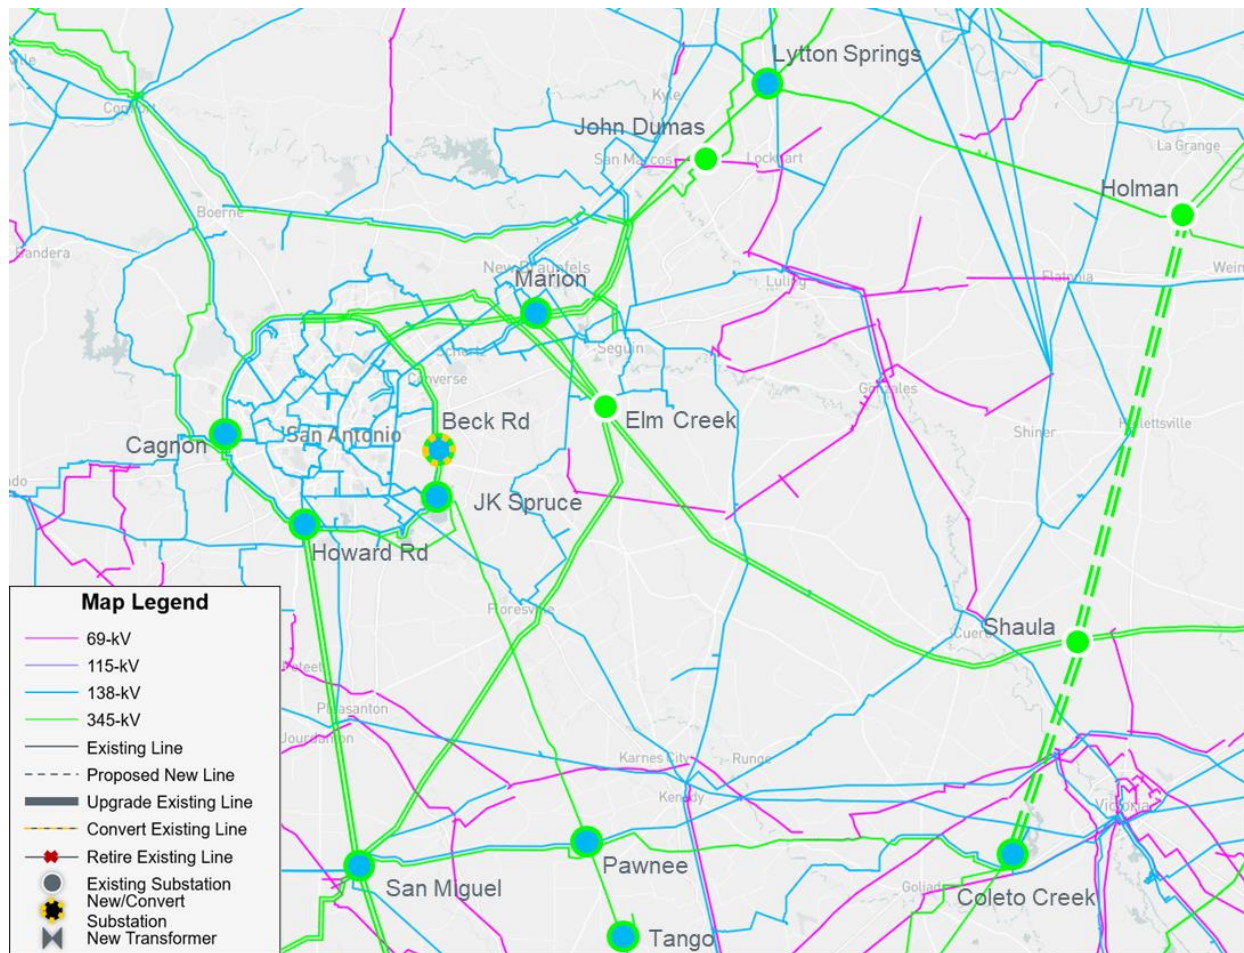 Lytton Springs
Comfort
Kyle
John Dumas
San Marcos
Lockhart
La Grange
Holman
Boerne
Bandera
New Braunfels
Marion
Flatonia
Weim
Luling
Schertz
Seguin
Converse
Gonzales
Beck Rd
Elm Creek
San Antonio
Cagnon
Shiner
Hallettsville
JK Spruce
Howard Rd
Floresville
Shaula
Cuero
Poteet
Pleasanton
Jourdanton
Karnes City
Runge
Kenedy
Victoria
Pawnee
San Miguel
Goliad
Coleto Creek
Tango
Map Legend
69-kV
115-kV
138-kV
345-kV
Existing Line
Proposed New Line
Upgrade Existing Line
Convert Existing Line
Retire Existing Line
Existing Substation
New/Convert
Substation
New Transformer